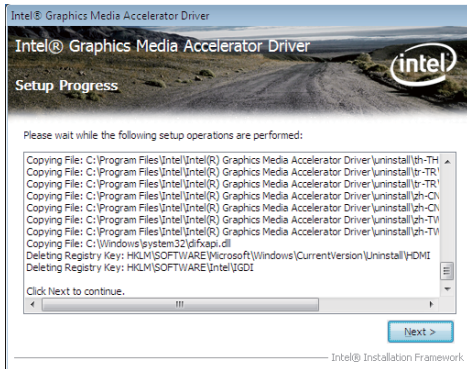 Intel® Graphics Media Accelerator Driver
Intel® Graphics Media Accelerator Driver
intel
Setup Progress
Please wait while the following setup operations are performed:
Copying File: C:\Program Files\Intel\Intel(R) Graphics Media Accelerator Driver\uninstall\th-TH
Copying File: C:\Program Files\Intel\Intel(R) Graphics Media Accelerator Driver\uninstall\tr-TR
Copying File: C:\Program Files\Intel\Intel(R) Graphics Media Accelerator Driver\uninstall\tr-TR\
Copying File: C:\Program Files\Intel\Intel(R) Graphics Media Accelerator Driver\uninstall\zh-CN
Copying File: C:\Program Files\Intel\Intel(R) Graphics Media Accelerator Driver\uninstall\zh-CN
Copying File: C:\Program Files\Intel\Intel(R) Graphics Media Accelerator Driver\uninstall\zh-TW
Copying File: C:\Program Files\Intel\Intel(R) Graphics Media Accelerator Driver\uninstall\zh-TW
Copying File: C:\Windows\system32\difxapi.dll
Deleting Registry Key: HKLM\SOFTWARE\Microsoft\Windows\CurrentVersion\Uninstall\HDMI
Deleting Registry Key: HKLM\SOFTWARE\Intel\IGDI
Click Next to continue.
Next >
Intel® Installation Framework